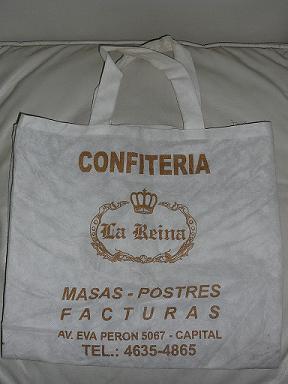 CONFITERIA
La Reina
MASAS - POSTRES
FACTURAS
AV. EVA PERON 5067 - CAPITAL
TEL.: 4635-4865